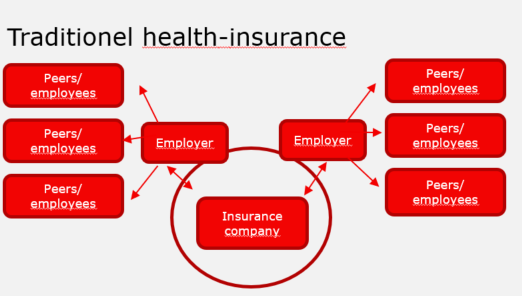 Traditionel health-insurance
Peers/
employees
Peers/
employees
Peers/
employees
Employer
Employer
Insurance
company
Peers/
employees
Peers/
employees
Peers/
employees